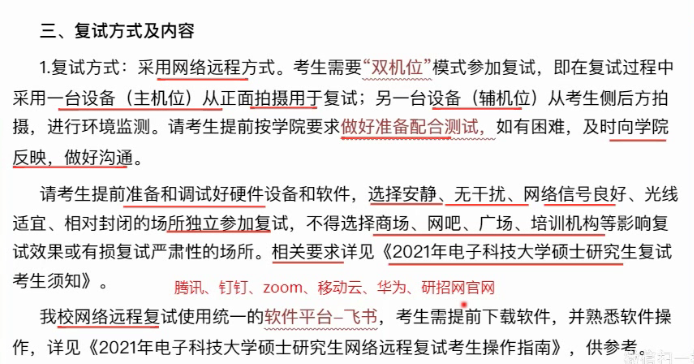 三、复试方式及内容
1.复试方式：采用网络远程方式。考生需要“双机位”模式参加复试，即在复试过程中
采用一台设备（主机位）从正面拍摄用于复试；另一台设备（辅机位）从考生侧后方拍
摄，进行环境监测。请考生提前按学院要求做好准备配合测试，如有困难，及时向学院
反映，做好沟通。
请考生提前准备和调试好硬件设备和软件，选择安静、无干扰、网络信号良好、光线
适宜、相对封闭的场所独立参加复试，不得选择商场、网吧、广场、培训机构等影响复
试效果或有损复试严肃性的场所。相关要求详见《2021年电子科技大学硕士研究生复试
考生须知》。
腾讯、钉钉、zoom、移动云、华为、研招网官网
我校网络远程复试使用统一的软件平台–飞书，考生需提前下载软件，并熟悉软件操
作，详见《2021年电子科技大学硕士研究生网络远程复试考生操作指南》，供参考。